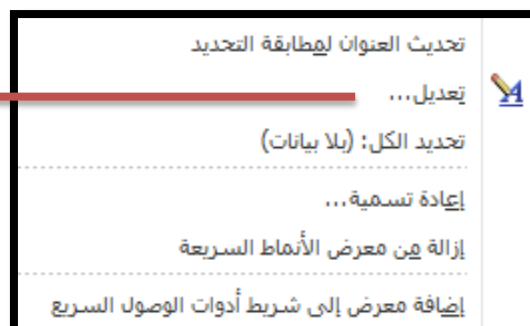 تحديث العنوان لمطابقة التحديد
تعديل...
تحديد الكل: (بلا بيانات)
إعادة تسمية...
إزالة من معرض الأنماط السريعة
إضافة معرض إلى شريط أدوات الوصول السريع